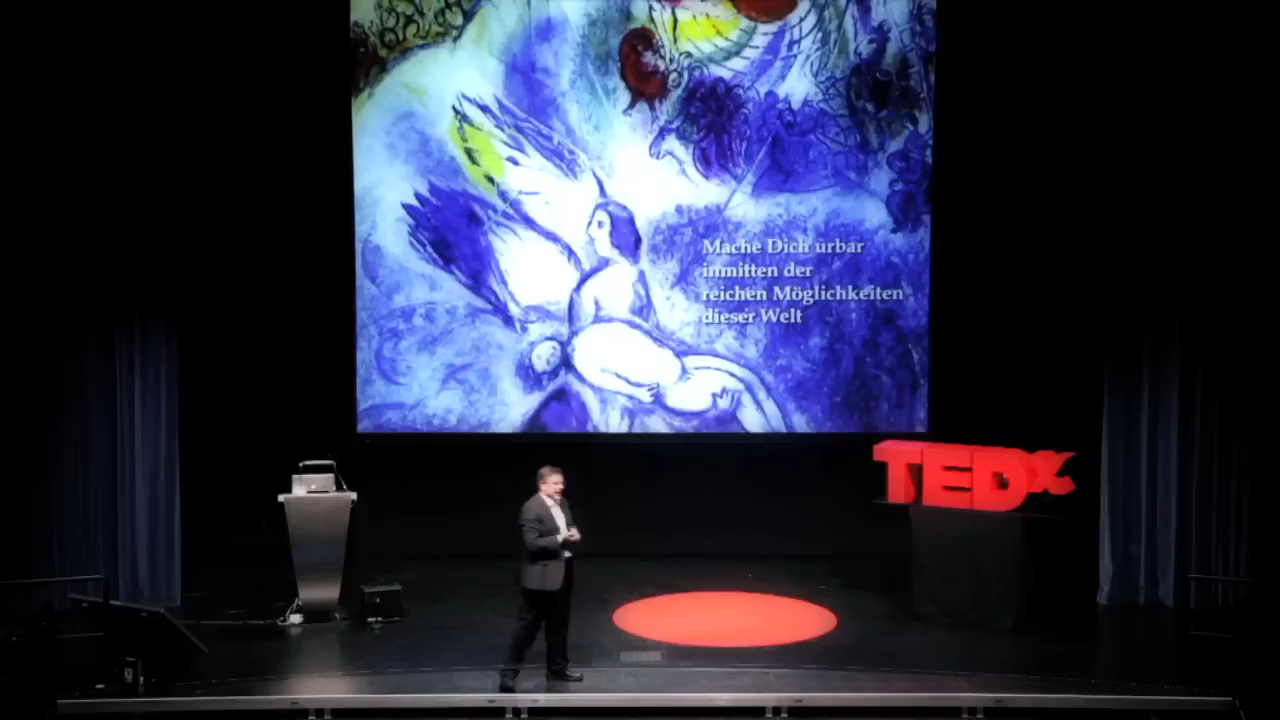 Mache Dich urbar
inmitten der
reichen Möglichkeiten
dieser Welt
TEDx